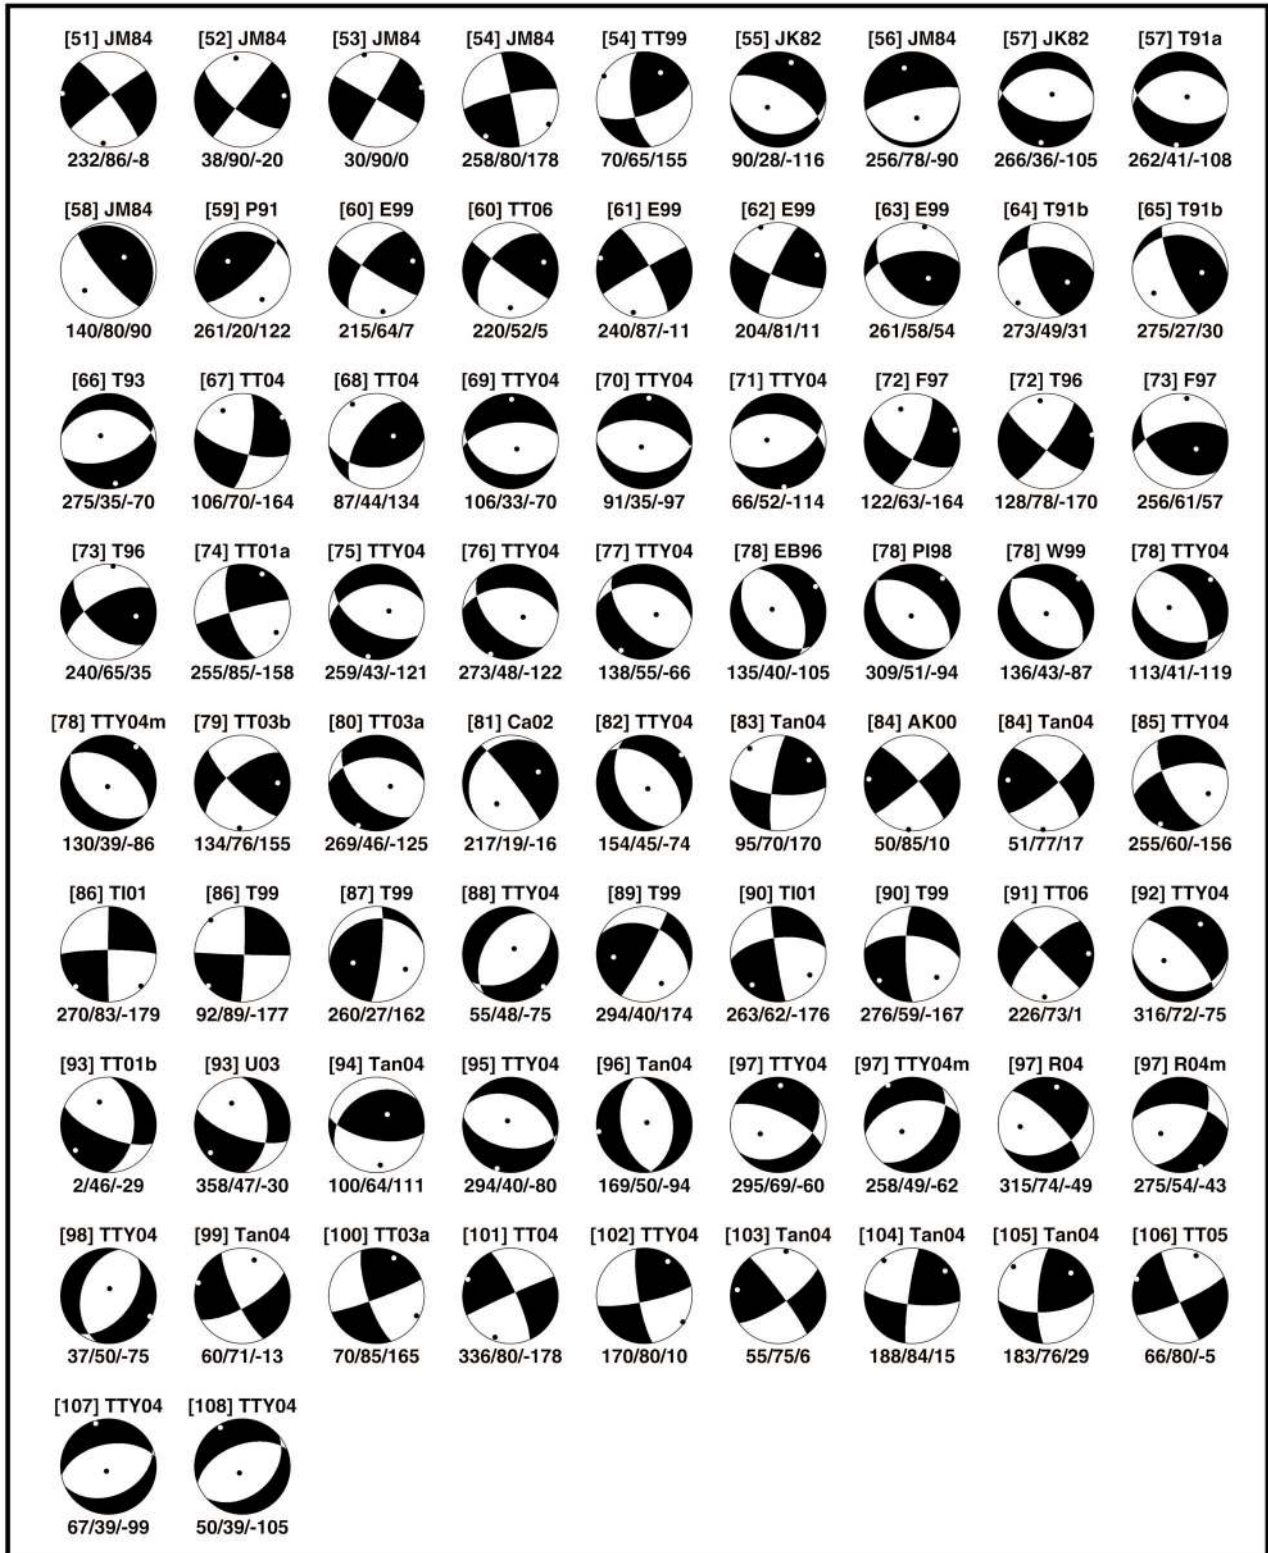 [51] JM84 [52] JM84 [53] JM84 [54] JM84 [54] TT99 [55] JK82 [56] JM84 [57] JK82 [57] T91a
232/86/-8 38/90/-20 30/90/0 258/80/178 70/65/155 90/28/-116 256/78/-90 266/36/-105 262/41/-108
[58] JM84 [59] P91 [60] E99 [60] TT06 [61] E99 [62] E99 [63] E99 [64] T91b [65] T91b
140/80/90 261/20/122 215/64/7 220/52/5 240/87/-11 204/81/11 261/58/54 273/49/31 275/27/30
[66] T93 [67] TT04 [68] TT04 [69] TTY04 [70] TTY04 [71] TTY04 [72] F97 [72] T96 [73] F97
275/35/-70 106/70/-164 87/44/134 106/33/-70 91/35/-97 66/52/-114 122/63/-164 128/78/-170 256/61/57
[73] T96 [74] TT01a [75] TTY04 [76] TTY04 [77] TTY04 [78] EB96 [78] PI98 [78] W99 [78] TTY04
240/65/35 255/85/-158 259/43/-121 273/48/-122 138/55/-66 135/40/-105 309/51/-94 136/43/-87 113/41/-119
[78] TTY04m [79] TT03b [80] TT03a [81] Ca02 [82] TTY04 [83] Tan04 [84] AK00 [84] Tan04 [85] TTY04
130/39/-86 134/76/155 269/46/-125 217/19/-16 154/45/-74 95/70/170 50/85/10 51/77/17 255/60/-156
[86] TI01 [86] T99 [87] T99 [88] TTY04 [89] T99 [90] TI01 [90] T99 [91] TT06 [92] TTY04
270/83/-179 92/89/-177 260/27/162 55/48/-75 294/40/174 263/62/-176 276/59/-167 226/73/1 316/72/-75
[93] TT01b [93] U03 [94] Tan04 [95] TTY04 [96] Tan04 [97] TTY04 [97] TTY04m [97] R04 [97] R04m
2/46/-29 358/47/-30 100/64/111 294/40/-80 169/50/-94 295/69/-60 258/49/-62 315/74/-49 275/54/-43
[98] TTY04 [99] Tan04 [100] TT03a [101] TT04 [102] TTY04 [103] Tan04 [104] Tan04 [105] Tan04 [106] TT05
37/50/-75 60/71/-13 70/85/165 336/80/-178 170/80/10 55/75/6 188/84/15 183/76/29 66/80/-5
[107] TTY04 [108] TTY04
67/39/-99 50/39/-105